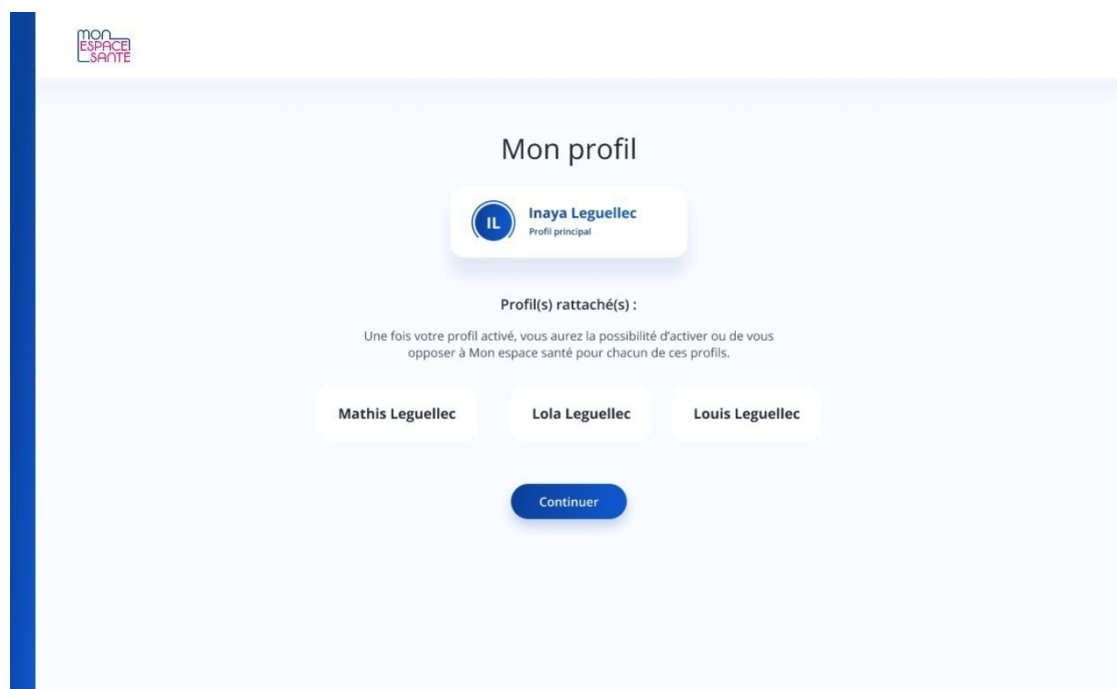 mon
ESPACE
SANTÉ
Mon profil
IL
Inaya Leguellec
Profil principal
Profil(s) rattaché(s) :
Une fois votre profil activé, vous aurez la possibilité d’activer ou de vous
opposer à Mon espace santé pour chacun de ces profils.
Mathis Leguellec
Lola Leguellec
Louis Leguellec
Continuer